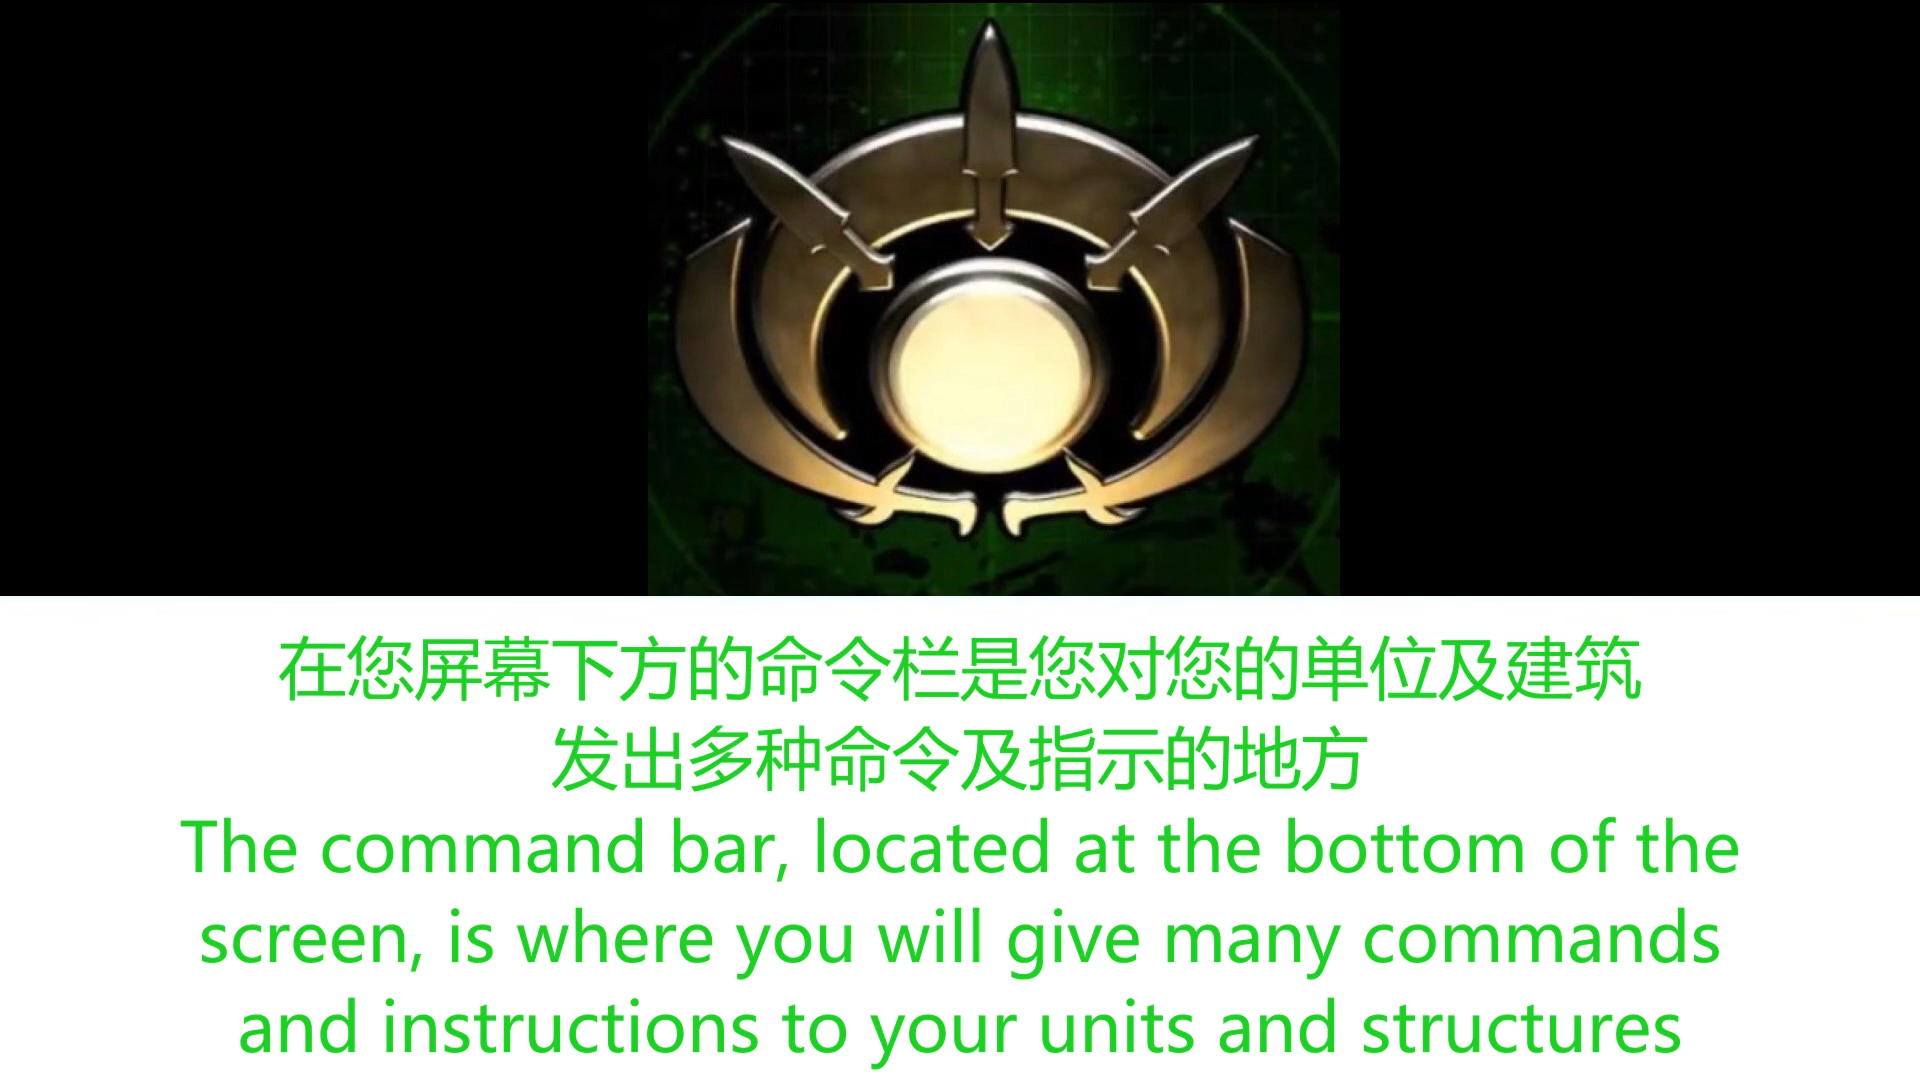 在您屏幕下方的命令栏是您对您的单位及建筑
发出多种命令及指示的地方
The command bar, located at the bottom of the
screen, is where you will give many commands
and instructions to your units and structures